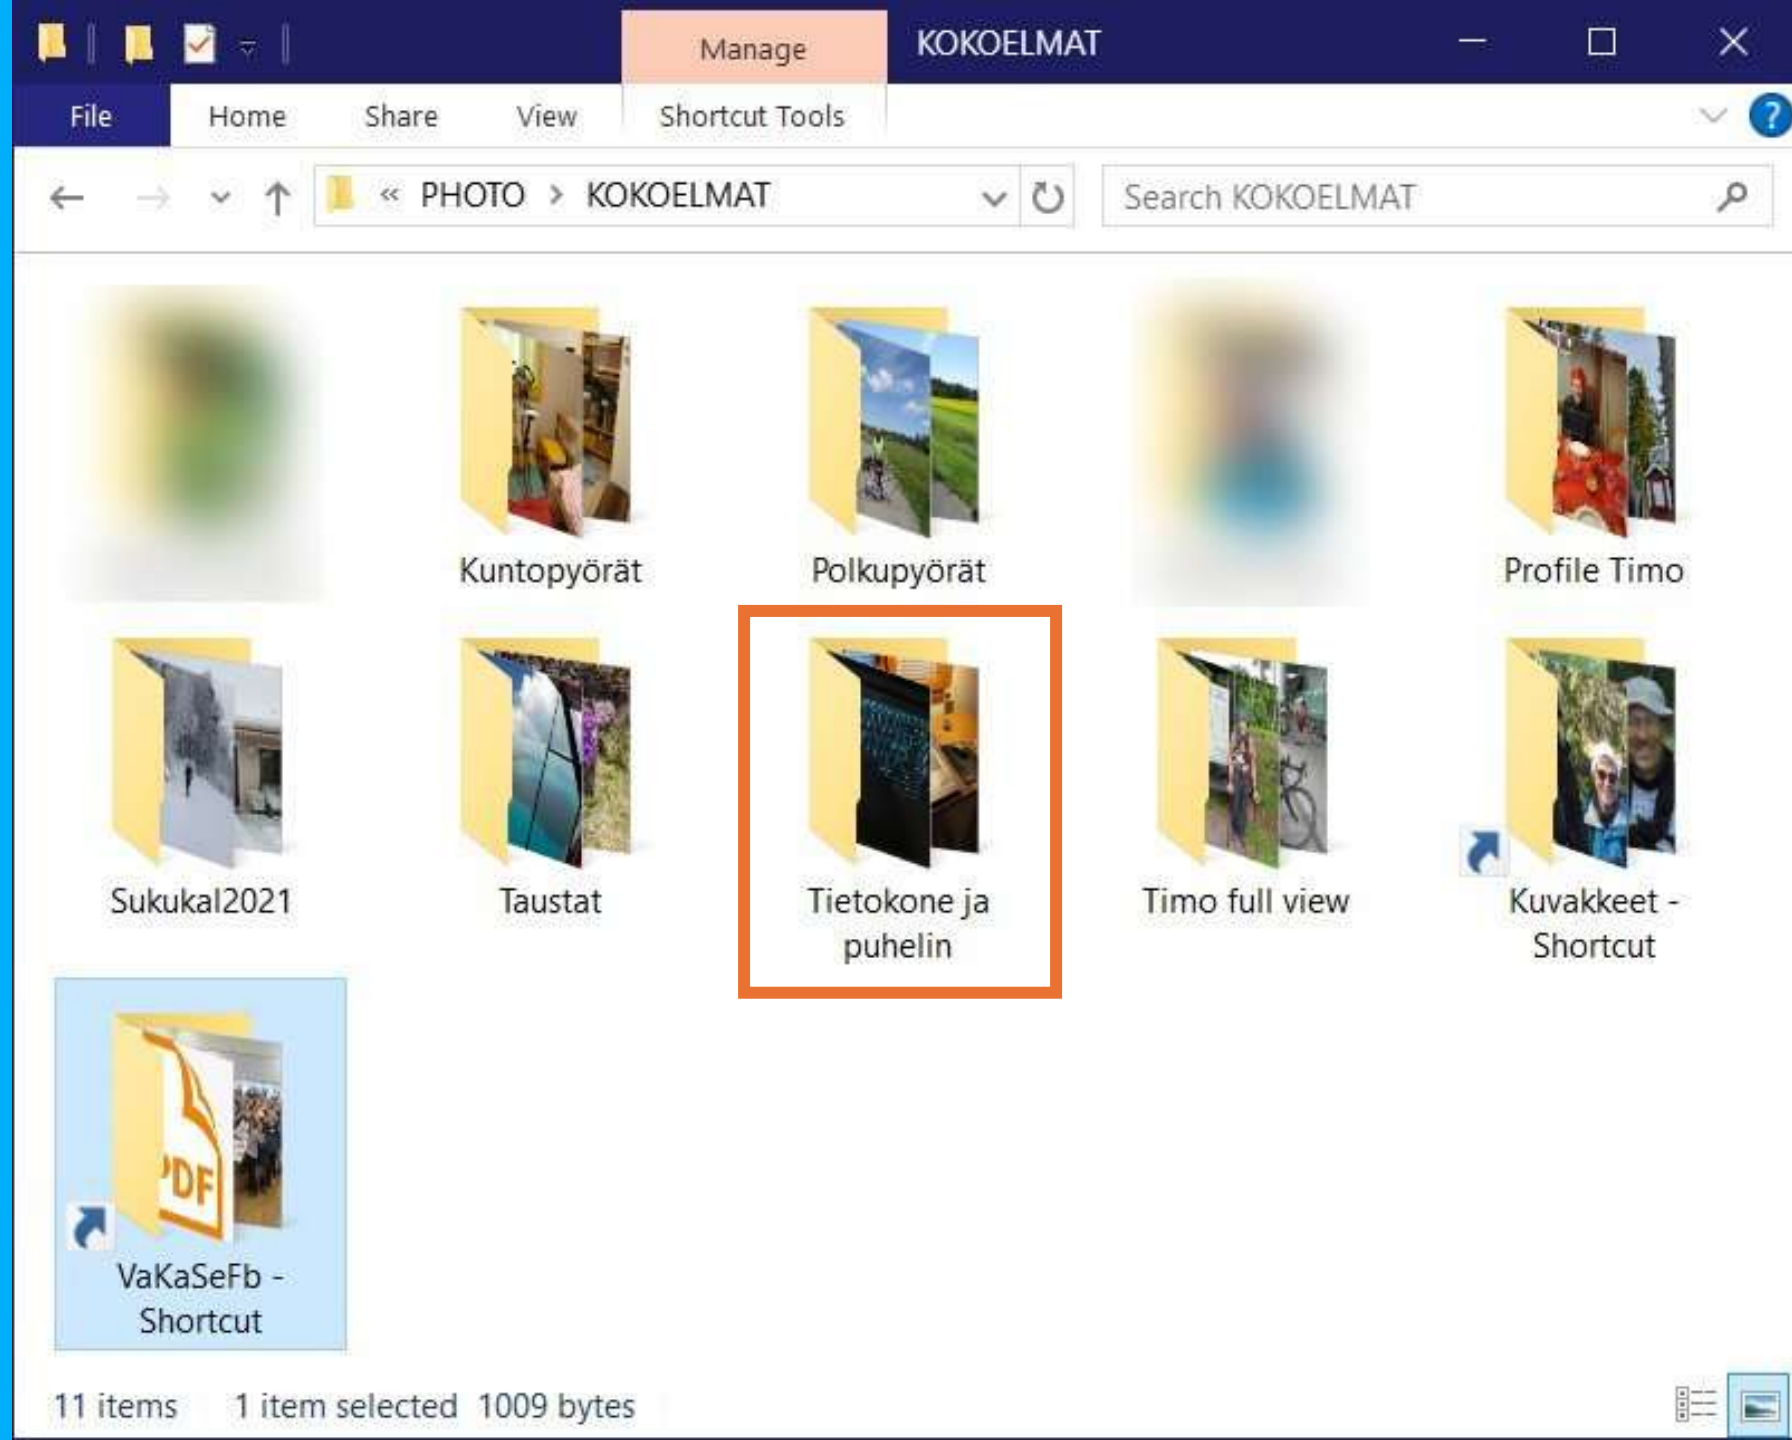 Manage
KOKOELMAT
File Home Share View Shortcut Tools
?
« PHOTO > KOKOELMAT
Search KOKOELMAT
Kuntopyörät
Polkupyörät
Profile Timo
Sukukal2021
Taustat
Tietokone ja
puhelin
Timo full view
Kuvakkeet -
Shortcut
PDF
VaKaSeFb -
Shortcut
11 items 1 item selected 1009 bytes